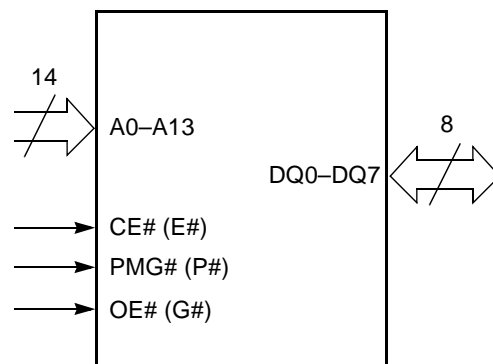 14
A0–A13
8
DQ0–DQ7
CE# (E#)
PMG# (P#)
OE# (G#)